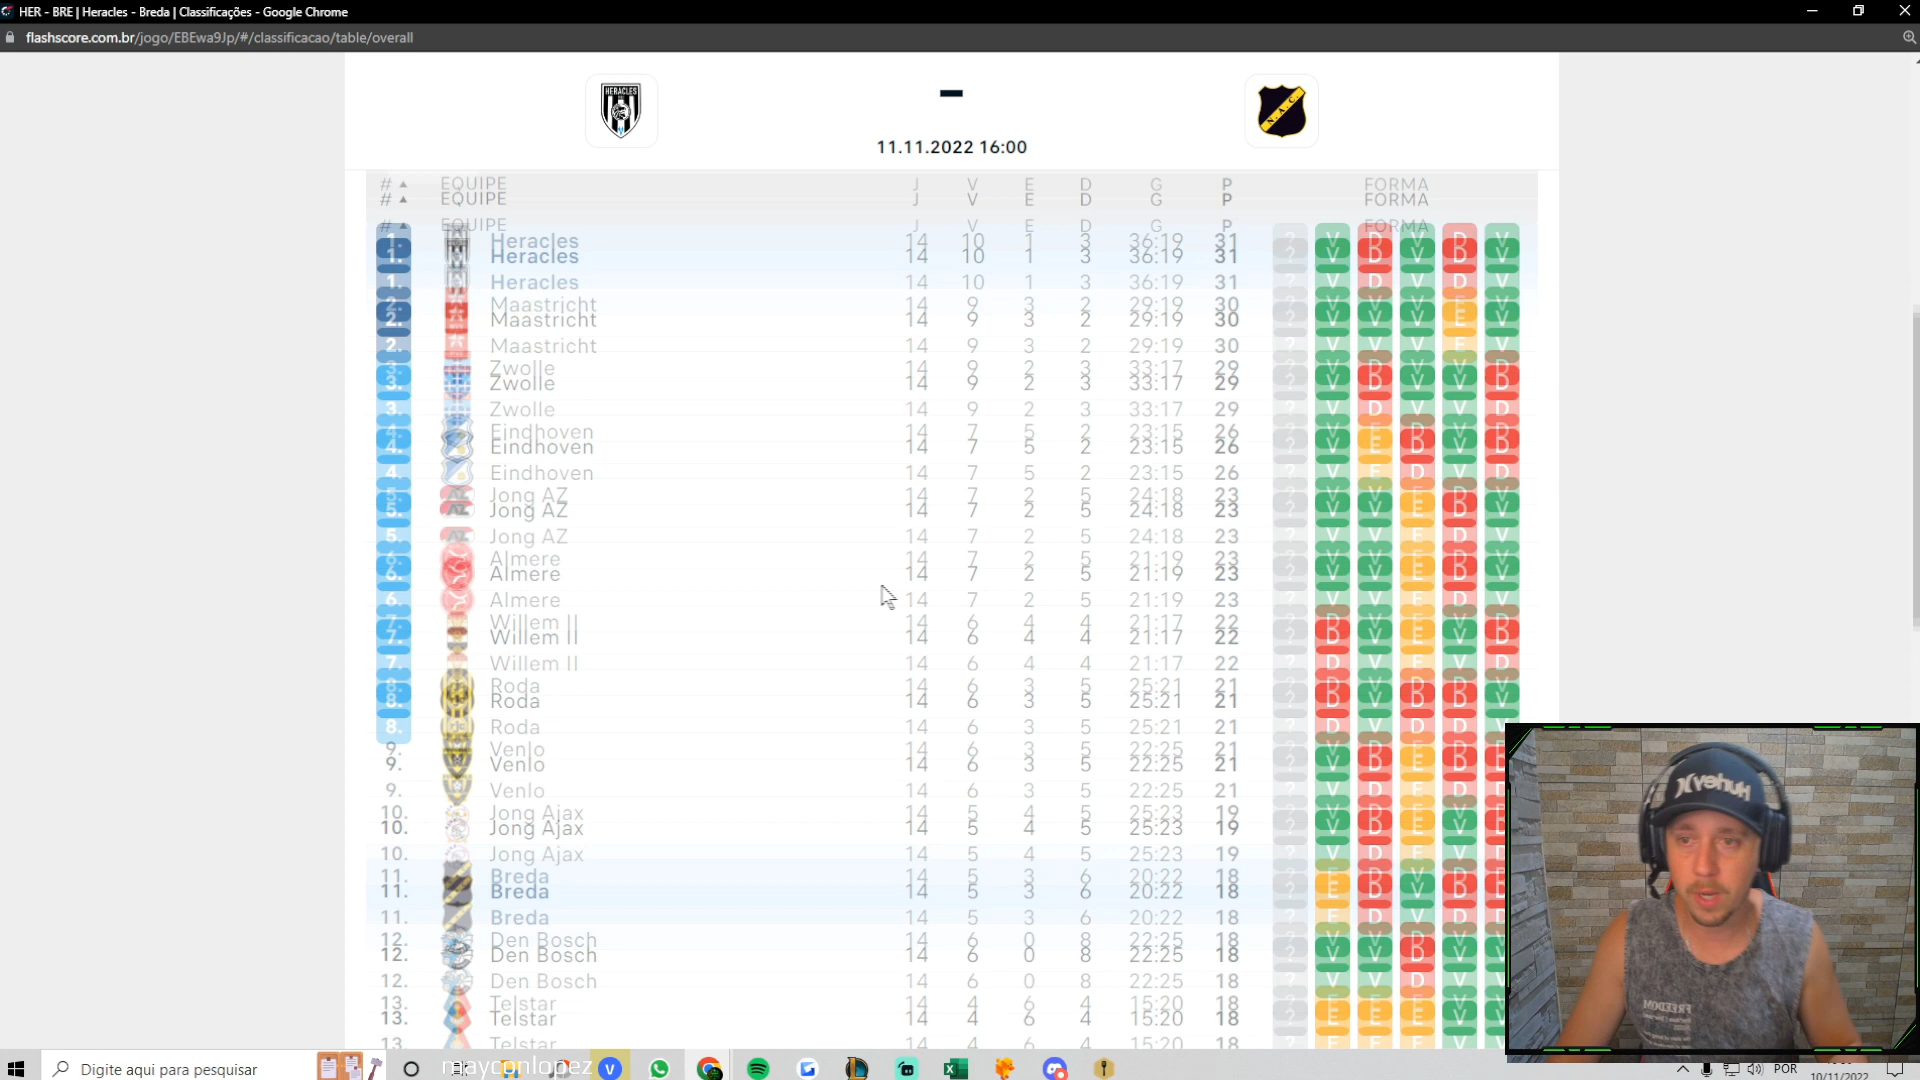 HER - BRE | Heracles - Breda | Classificações - Google Chrome
flashscore.com.br/jogo/EBEwa9Jp/#/classificacao/table/overall
HERACLES
N.A.C.
11.11.2022 16:00
# EQUIPE J V E D G P FORMA
1. Heracles 14 10 1 3 36:19 31 ? V D V D V
2. Maastricht 14 9 3 2 29:19 30 ? V V V E V
3. Zwolle 14 9 2 3 33:17 29 ? V D V V D
4. Eindhoven 14 7 5 2 23:15 26 ? V E D V D
5. Jong AZ 14 7 2 5 24:18 23 ? V V E D V
6. Almere 14 7 2 5 21:19 23 ? V V E D V
7. Willem II 14 6 4 4 21:17 22 ? D V E V D
8. Roda 14 6 3 5 25:21 21 ? D V D D V
9. Venlo 14 6 3 5 22:25 21 ? V D E D
10. Jong Ajax 14 5 4 5 25:23 19 ? V D E V
11. Breda 14 5 3 6 20:22 18 ? E D V D
12. Den Bosch 14 6 0 8 22:25 18 ? V V D V
13. Telstar 14 4 6 4 15:20 18 ? E E E V
Hurley
FREEDOM
Digite aqui para pesquisar
mayconlopez
POR
10/11/2022